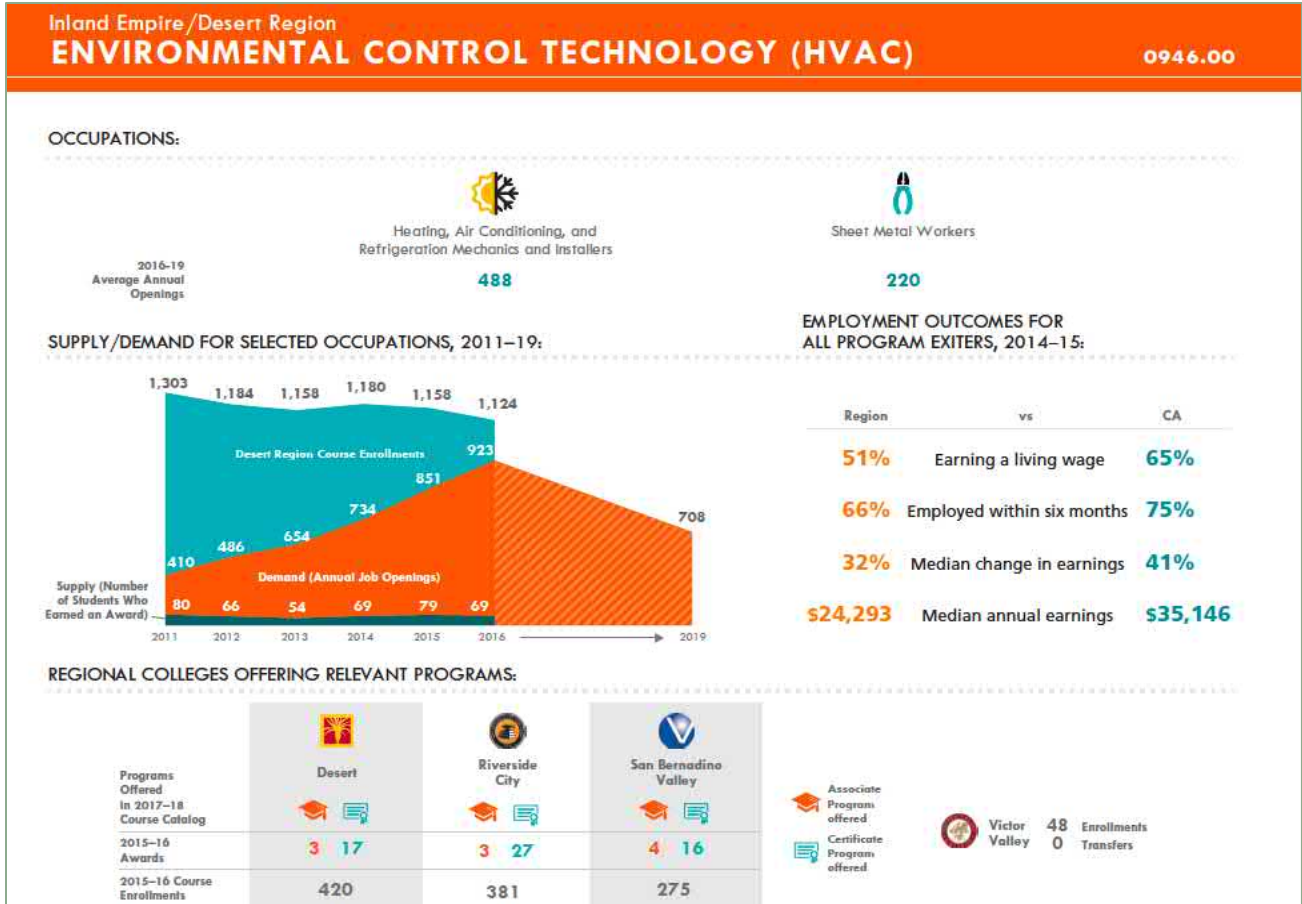 Inland Empire/Desert Region
ENVIRONMENTAL CONTROL TECHNOLOGY (HVAC)
0946.00
OCCUPATIONS:
Heating, Air Conditioning, and
Refrigeration Mechanics and Installers
Sheet Metal Workers
2016-19
Average Annual
Openings
488
220
SUPPLY/DEMAND FOR SELECTED OCCUPATIONS, 2011–19:
1,303
1,184
1,158
1,180
1,158
1,124
Desert Region Course Enrollments
923
851
734
654
486
410
708
Demand (Annual Job Openings)
Supply (Number
of Students Who
Earned an Award)
80
66
54
69
79
69
2011
2012
2013
2014
2015
2016
2019
EMPLOYMENT OUTCOMES FOR
ALL PROGRAM EXITERS, 2014–15:
Region vs CA
51% Earning a living wage 65%
66% Employed within six months 75%
32% Median change in earnings 41%
$24,293 Median annual earnings $35,146
REGIONAL COLLEGES OFFERING RELEVANT PROGRAMS:
Desert
Riverside
City
San Bernadino
Valley
Programs
Offered
In 2017–18
Course Catalog
2015–16
Awards
3 17
3 27
4 16
2015–16 Course
Enrollments
420
381
275
Associate
Program
offered
Certificate
Program
offered
Victor
Valley
48 Enrollments
0 Transfers